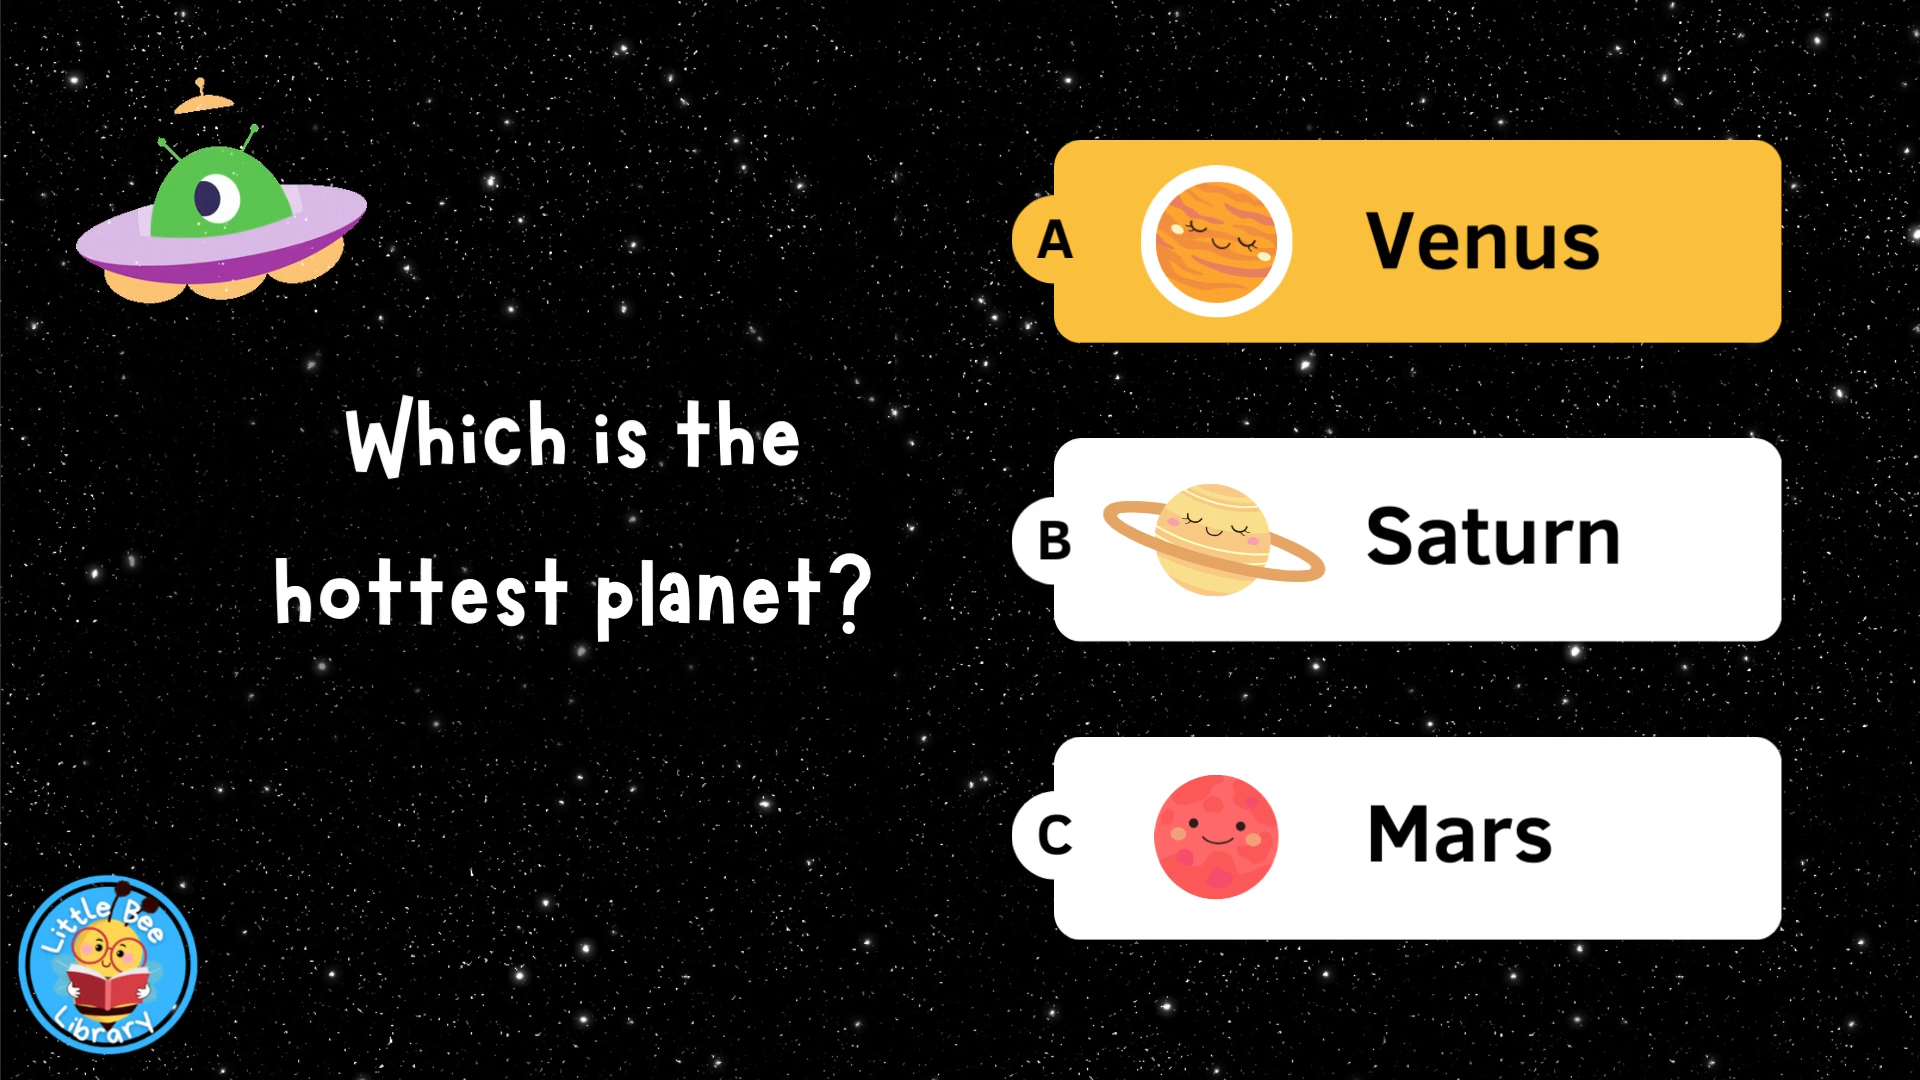 Which is the
hottest planet?
A
Venus
B
Saturn
C
Mars
Little Bee
Library